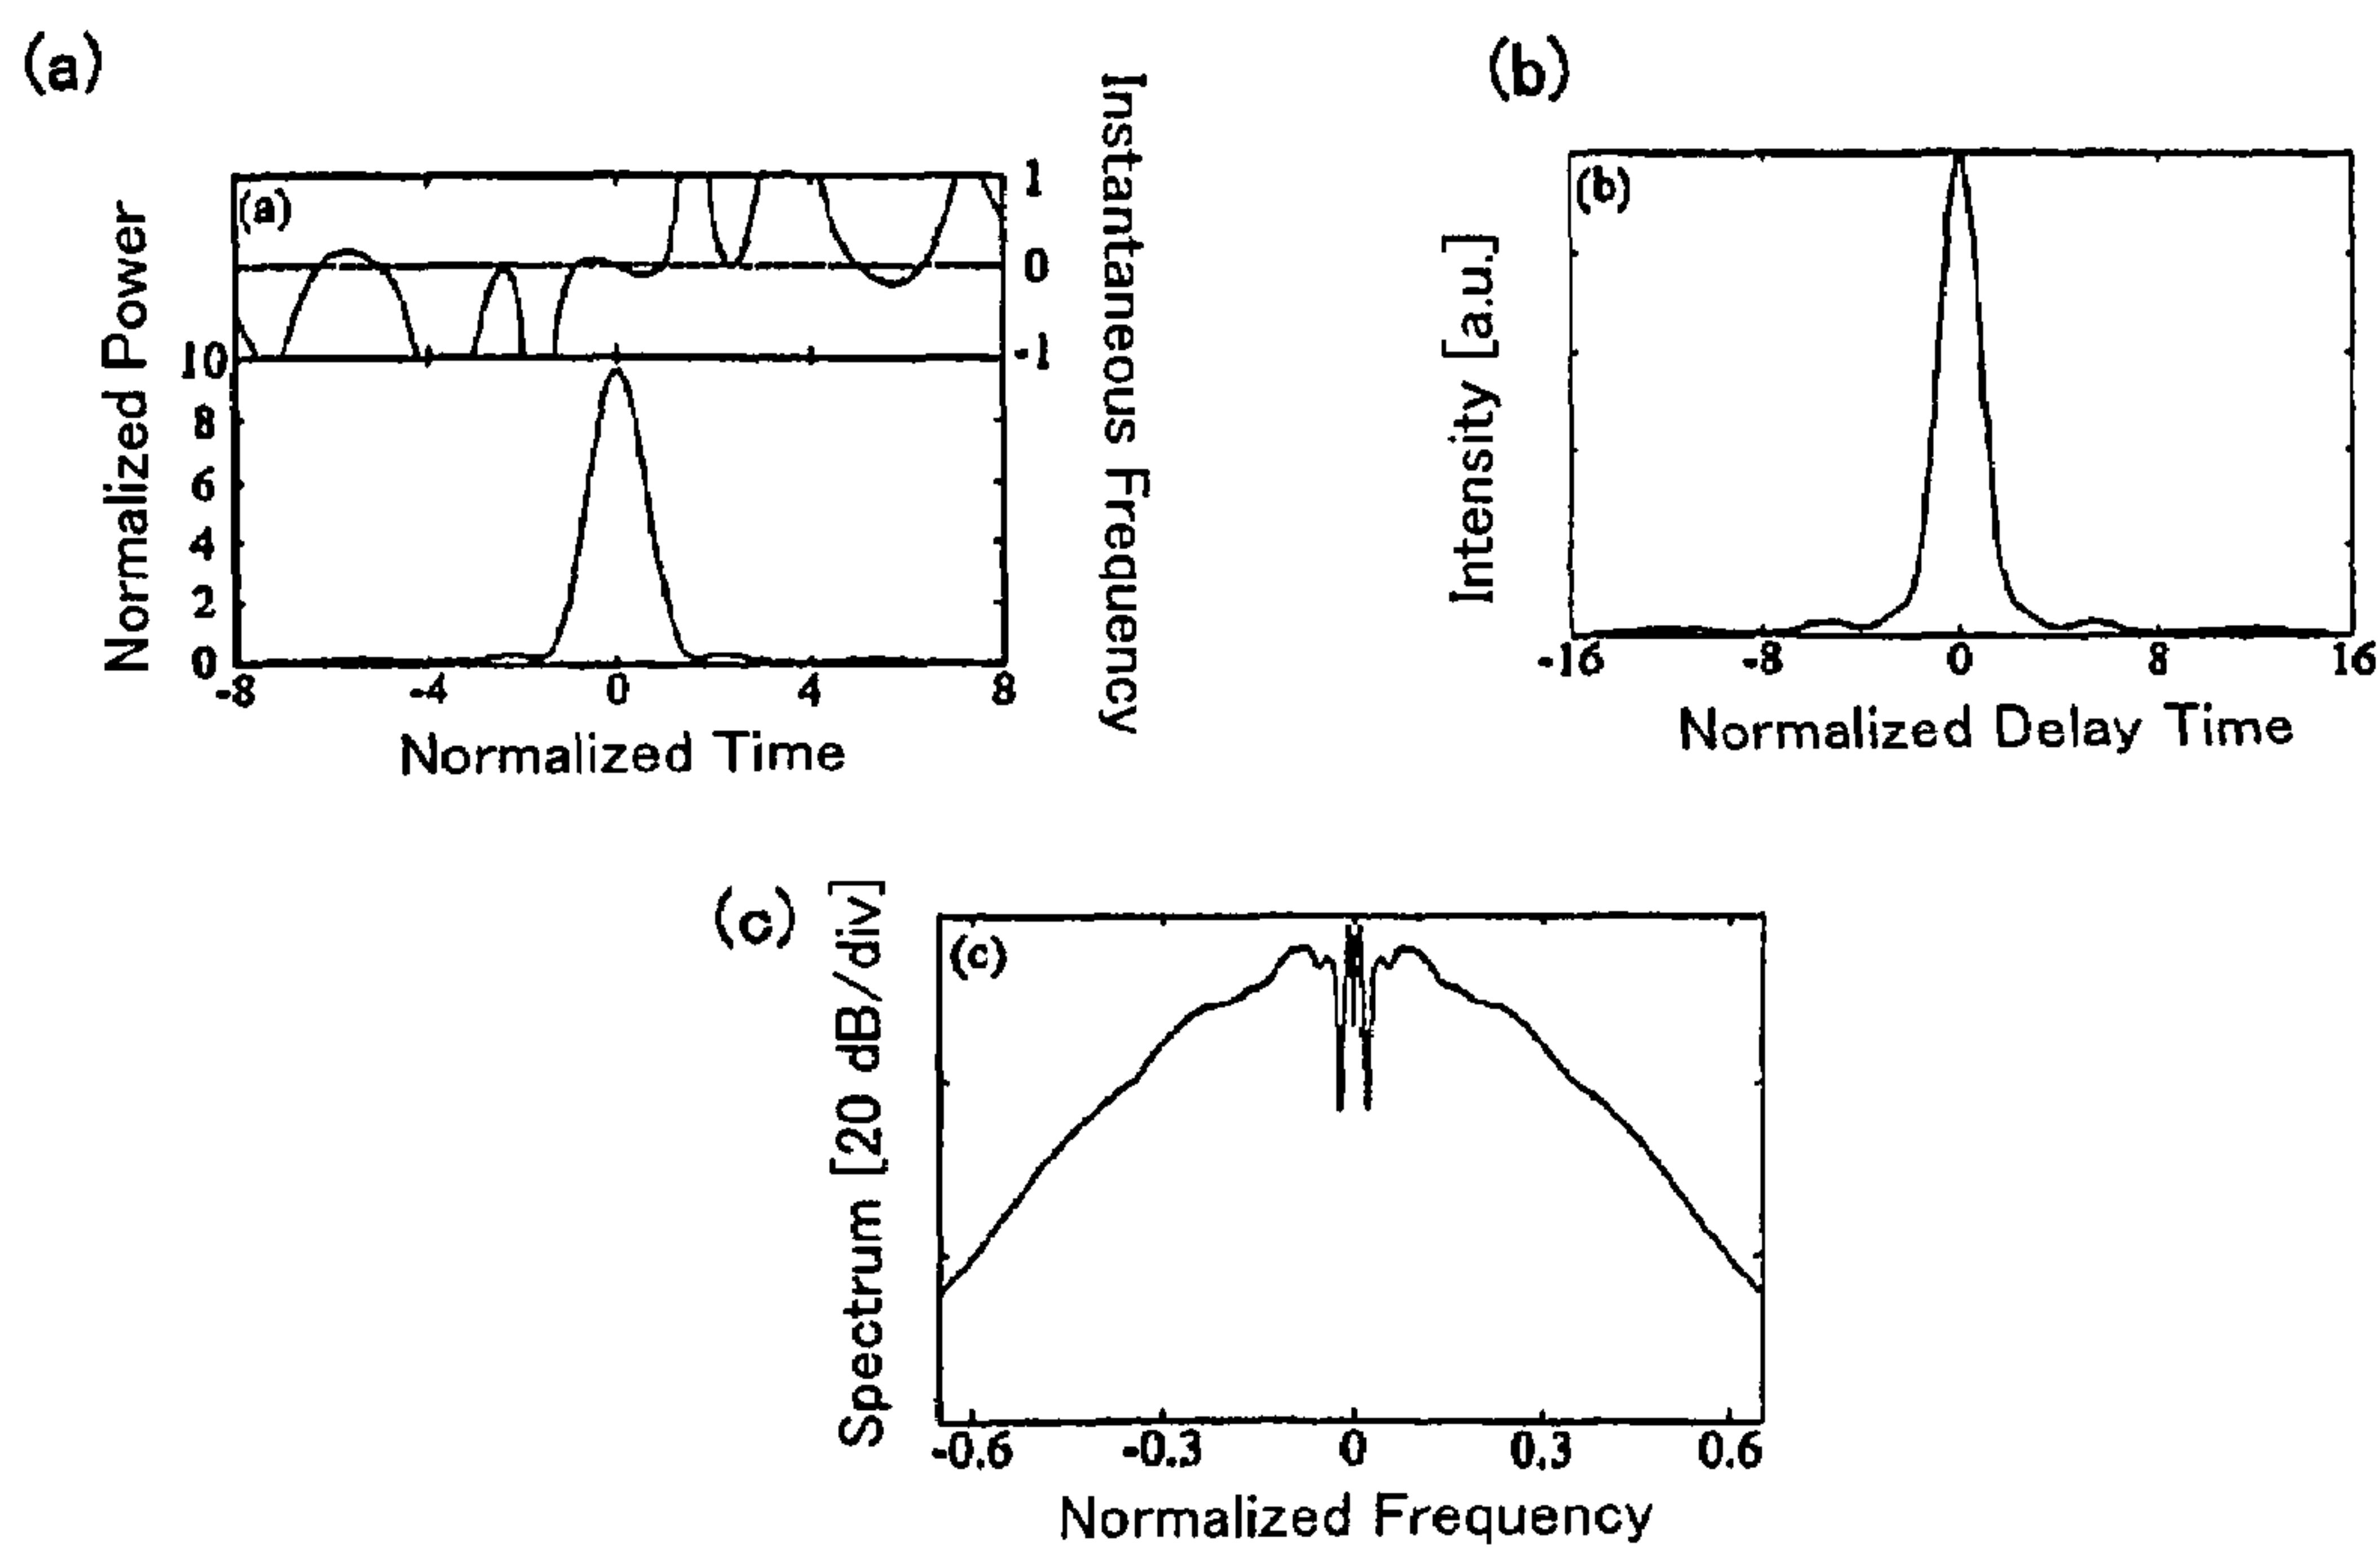 (a)
Normalized Power
Instantaneous Frequency
(a)
1
0
-1
10
8
6
4
2
0
-8
-4
0
4
8
Normalized Time
(b)
Intensity [a.u.]
(b)
-16
-8
0
8
16
Normalized Delay Time
(c)
Spectrum [20 dB/div]
(c)
-0.6
-0.3
0
0.3
0.6
Normalized Frequency